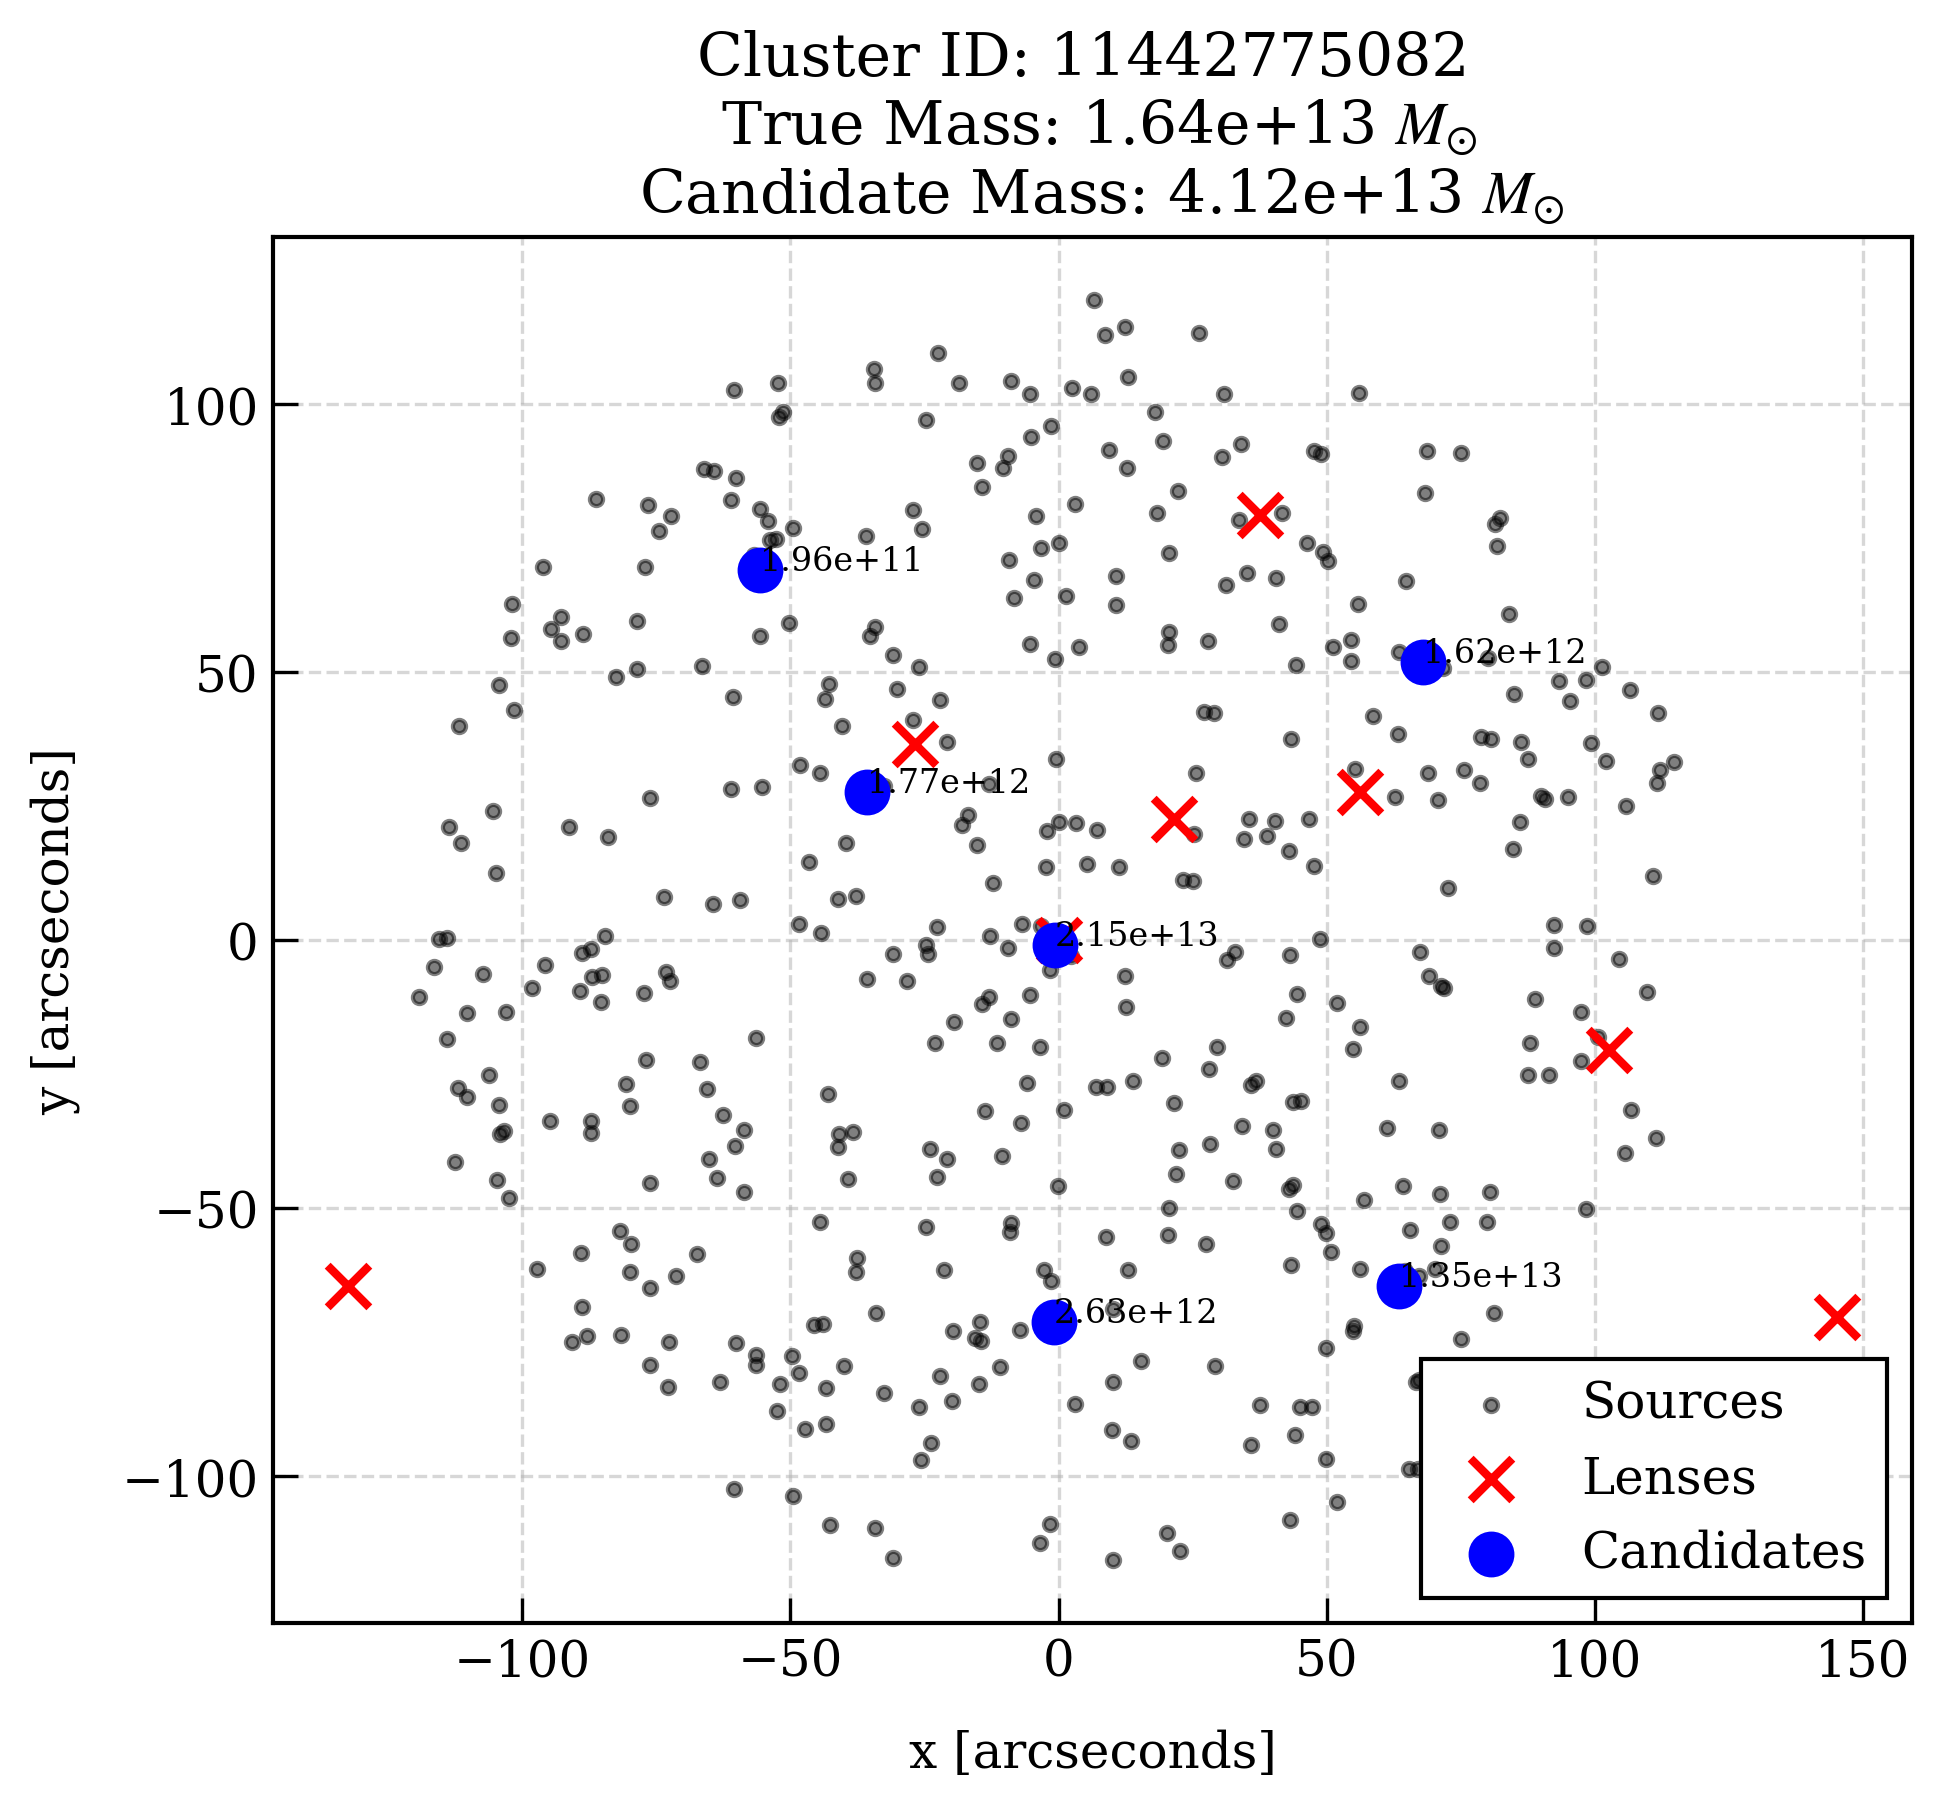 Cluster ID: 11442775082
True Mass: 1.64e+13 M⊙
Candidate Mass: 4.12e+13 M⊙
y [arcseconds]
100
50
0
−50
−100
1.96e+11
1.62e+12
1.77e+12
2.15e+13
1.35e+13
2.63e+12
Sources
Lenses
Candidates
−100
−50
0
50
100
150
x [arcseconds]